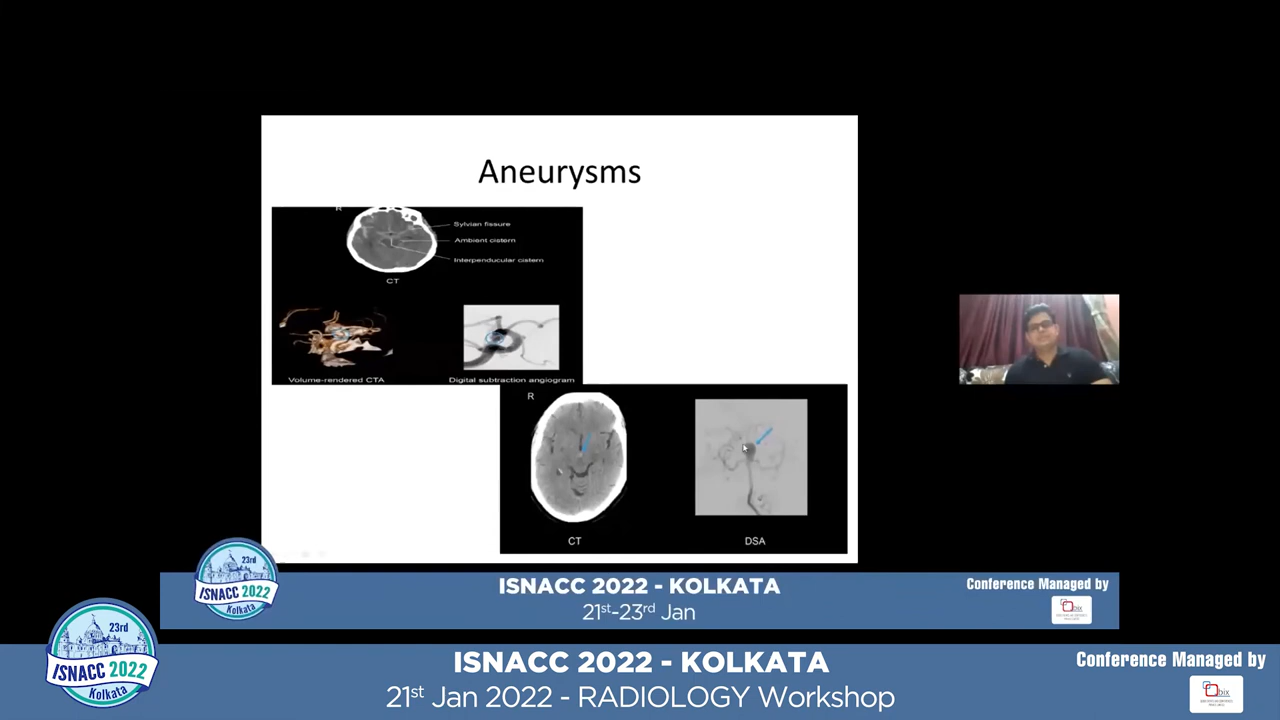 Aneurysms
R
Sylvian fissure
Ambient cistern
Interpenducular cistern
CT
Volume-rendered CTA
Digital subtraction angiogram
R
CT
DSA
23rd
ISNACC 2022
Kolkata
ISNACC 2022 - KOLKATA
21st-23rd Jan
Conference Managed by
23rd
ISNACC 2022
Kolkata
ISNACC 2022 - KOLKATA
21st Jan 2022 - RADIOLOGY Workshop
Conference Managed by